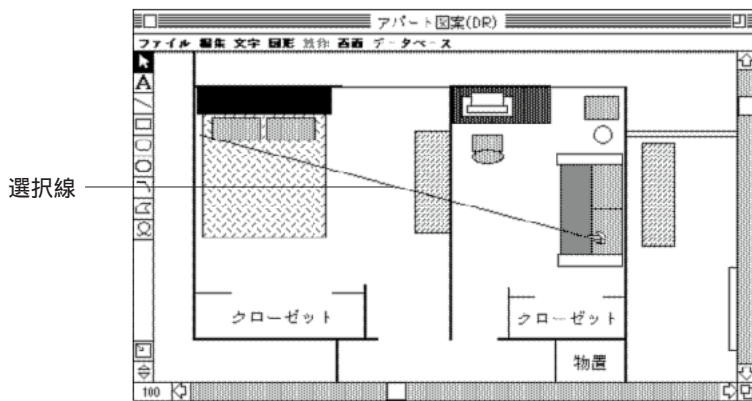 アパート図案(DR)
ファイル 編集 文字 図形 操作 画面 データベース
A
選択線
クローゼット
クローゼット
物置
100